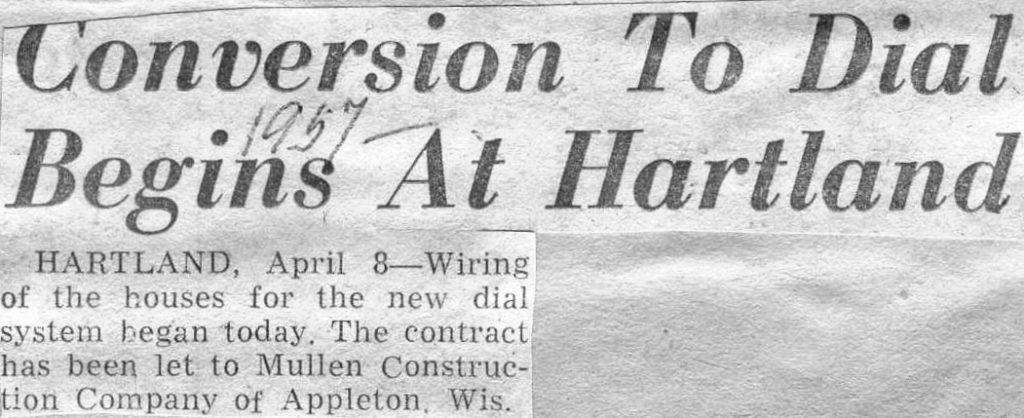 Conversion To Dial
1957 —
Begins At Hartland
HARTLAND, April 8—Wiring
of the houses for the new dial
system began today. The contract
has been let to Mullen Construc-
tion Company of Appleton, Wis.